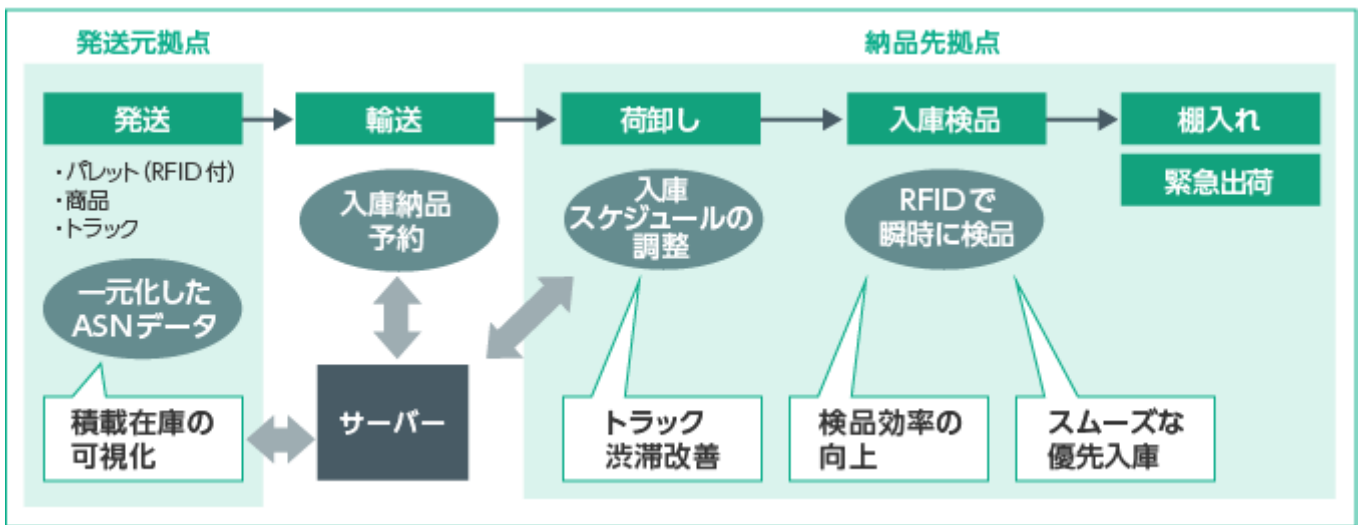 発送元拠点
納品先拠点
発送
輸送
荷卸し
入庫検品
棚入れ
緊急出荷
・パレット（RFID付）
・商品
・トラック
入庫納品
予約
入庫
スケジュールの
調整
RFIDで
瞬時に検品
一元化した
ASNデータ
積載在庫の
可視化
サーバー
トラック
渋滞改善
検品効率の
向上
スムーズな
優先入庫